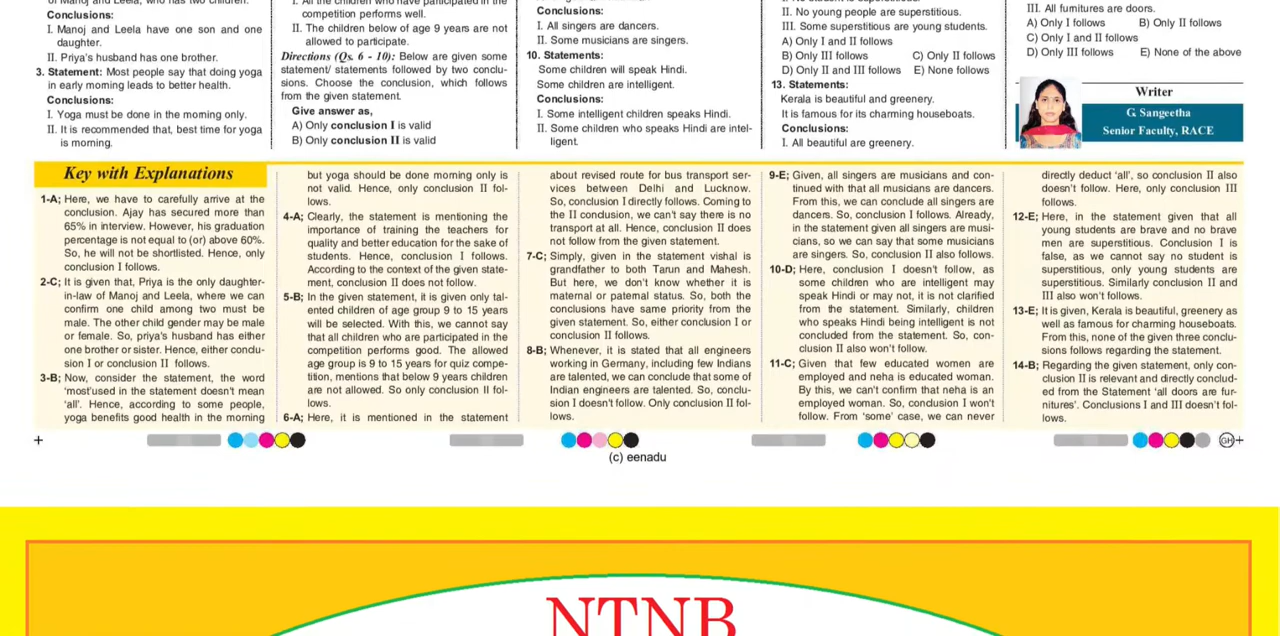 of Manoj and Leela, who has two children.
Conclusions:
I. Manoj and Leela have one son and one
daughter.
II. Priya's husband has one brother.
3. Statement: Most people say that doing yoga
in early morning leads to better health.
Conclusions:
I. Yoga must be done in the morning only.
II. It is recommended that, best time for yoga
is morning.
I. All the children who have participated in the
competition performs well.
II. The children below of age 9 years are not
allowed to participate.
Directions (Qs. 6 - 10): Below are given some
statement/ statements followed by two conclu-
sions. Choose the conclusion, which follows
from the given statement.
Give answer as,
A) Only conclusion I is valid
B) Only conclusion II is valid
Conclusions:
I. All singers are dancers.
II. Some musicians are singers.
10. Statements:
Some children will speak Hindi.
Some children are intelligent.
Conclusions:
I. Some intelligent children speaks Hindi.
II. Some children who speaks Hindi are intel-
ligent.
II. No young people are superstitious.
III. Some superstitious are young students.
A) Only I and II follows
B) Only III follows C) Only II follows
D) Only II and III follows E) None follows
13. Statements:
Kerala is beautiful and greenery.
It is famous for its charming houseboats.
Conclusions:
I. All beautiful are greenery.
III. All furnitures are doors.
A) Only I follows B) Only II follows
C) Only I and II follows
D) Only III follows E) None of the above
Writer
G. Sangeetha
Senior Faculty, RACE
Key with Explanations
1-A; Here, we have to carefully arrive at the
conclusion. Ajay has secured more than
65% in interview. However, his graduation
percentage is not equal to (or) above 60%.
So, he will not be shortlisted. Hence, only
conclusion I follows.
2-C; It is given that, Priya is the only daughter-
in-law of Manoj and Leela, where we can
confirm one child among two must be
male. The other child gender may be male
or female. So, priya's husband has either
one brother or sister. Hence, either conclu-
sion I or conclusion II follows.
3-B; Now, consider the statement, the word
'most'used in the statement doesn't mean
'all'. Hence, according to some people,
yoga benefits good health in the morning
but yoga should be done morning only is
not valid. Hence, only conclusion II fol-
lows.
4-A; Clearly, the statement is mentioning the
importance of training the teachers for
quality and better education for the sake of
students. Hence, conclusion I follows.
According to the context of the given state-
ment, conclusion II does not follow.
5-B; In the given statement, it is given only tal-
ented children of age group 9 to 15 years
will be selected. With this, we cannot say
that all children who are participated in the
competition performs good. The allowed
age group is 9 to 15 years for quiz compe-
tition, mentions that below 9 years children
are not allowed. So only conclusion II fol-
lows.
6-A; Here, it is mentioned in the statement
about revised route for bus transport ser-
vices between Delhi and Lucknow.
So, conclusion I directly follows. Coming to
the II condusion, we can't say there is no
transport at all. Hence, conclusion II does
not follow from the given statement.
7-C; Simply, given in the statement vishal is
grandfather to both Tarun and Mahesh.
But here, we don't know whether it is
maternal or paternal status. So, both the
conclusions have same priority from the
given statement. So, either conclusion I or
conclusion II follows.
8-B; Whenever, it is stated that all engineers
working in Germany, including few Indians
are talented, we can conclude that some of
Indian engineers are talented. So, conclu-
sion I doesn't follow. Only conclusion II fol-
lows.
9-E; Given, all singers are musicians and con-
tinued with that all musicians are dancers.
From this, we can conclude all singers are
dancers. So, conclusion I follows. Already,
in the statement given all singers are musi-
cians, so we can say that some musicians
are singers. So, conclusion II also follows.
10-D; Here, conclusion I doesn't follow, as
some children who are intelligent may
speak Hindi or may not, it is not clarified
from the statement. Similarly, children
who speaks Hindi being intelligent is not
concluded from the statement. So, con-
clusion II also won't follow.
11-C; Given that few educated women are
employed and neha is educated woman.
By this, we can't confirm that neha is an
employed woman. So, conclusion I won't
follow. From 'some' case, we can never
directly deduct 'all', so conclusion II also
doesn't follow. Here, only conclusion III
follows.
12-E; Here, in the statement given that all
young students are brave and no brave
men are superstitious. Conclusion I is
false, as we cannot say no student is
superstitious, only young students are
superstitious. Similarly conclusion II and
III also won't follows.
13-E; It is given, Kerala is beautiful, greenery as
well as famous for charming houseboats.
From this, none of the given three conclu-
sions follows regarding the statement.
14-B; Regarding the given statement, only con-
clusion II is relevant and directly conclud-
ed from the Statement 'all doors are fur-
nitures'. Conclusions I and III doesn't fol-
lows.
GH
(c) eenadu
NTNB